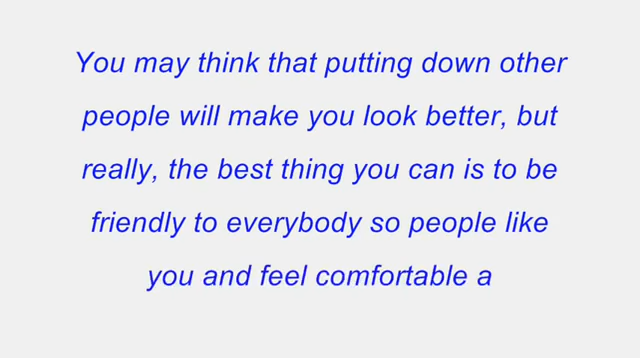 You may think that putting down other
people will make you look better, but
really, the best thing you can is to be
friendly to everybody so people like
you and feel comfortable a